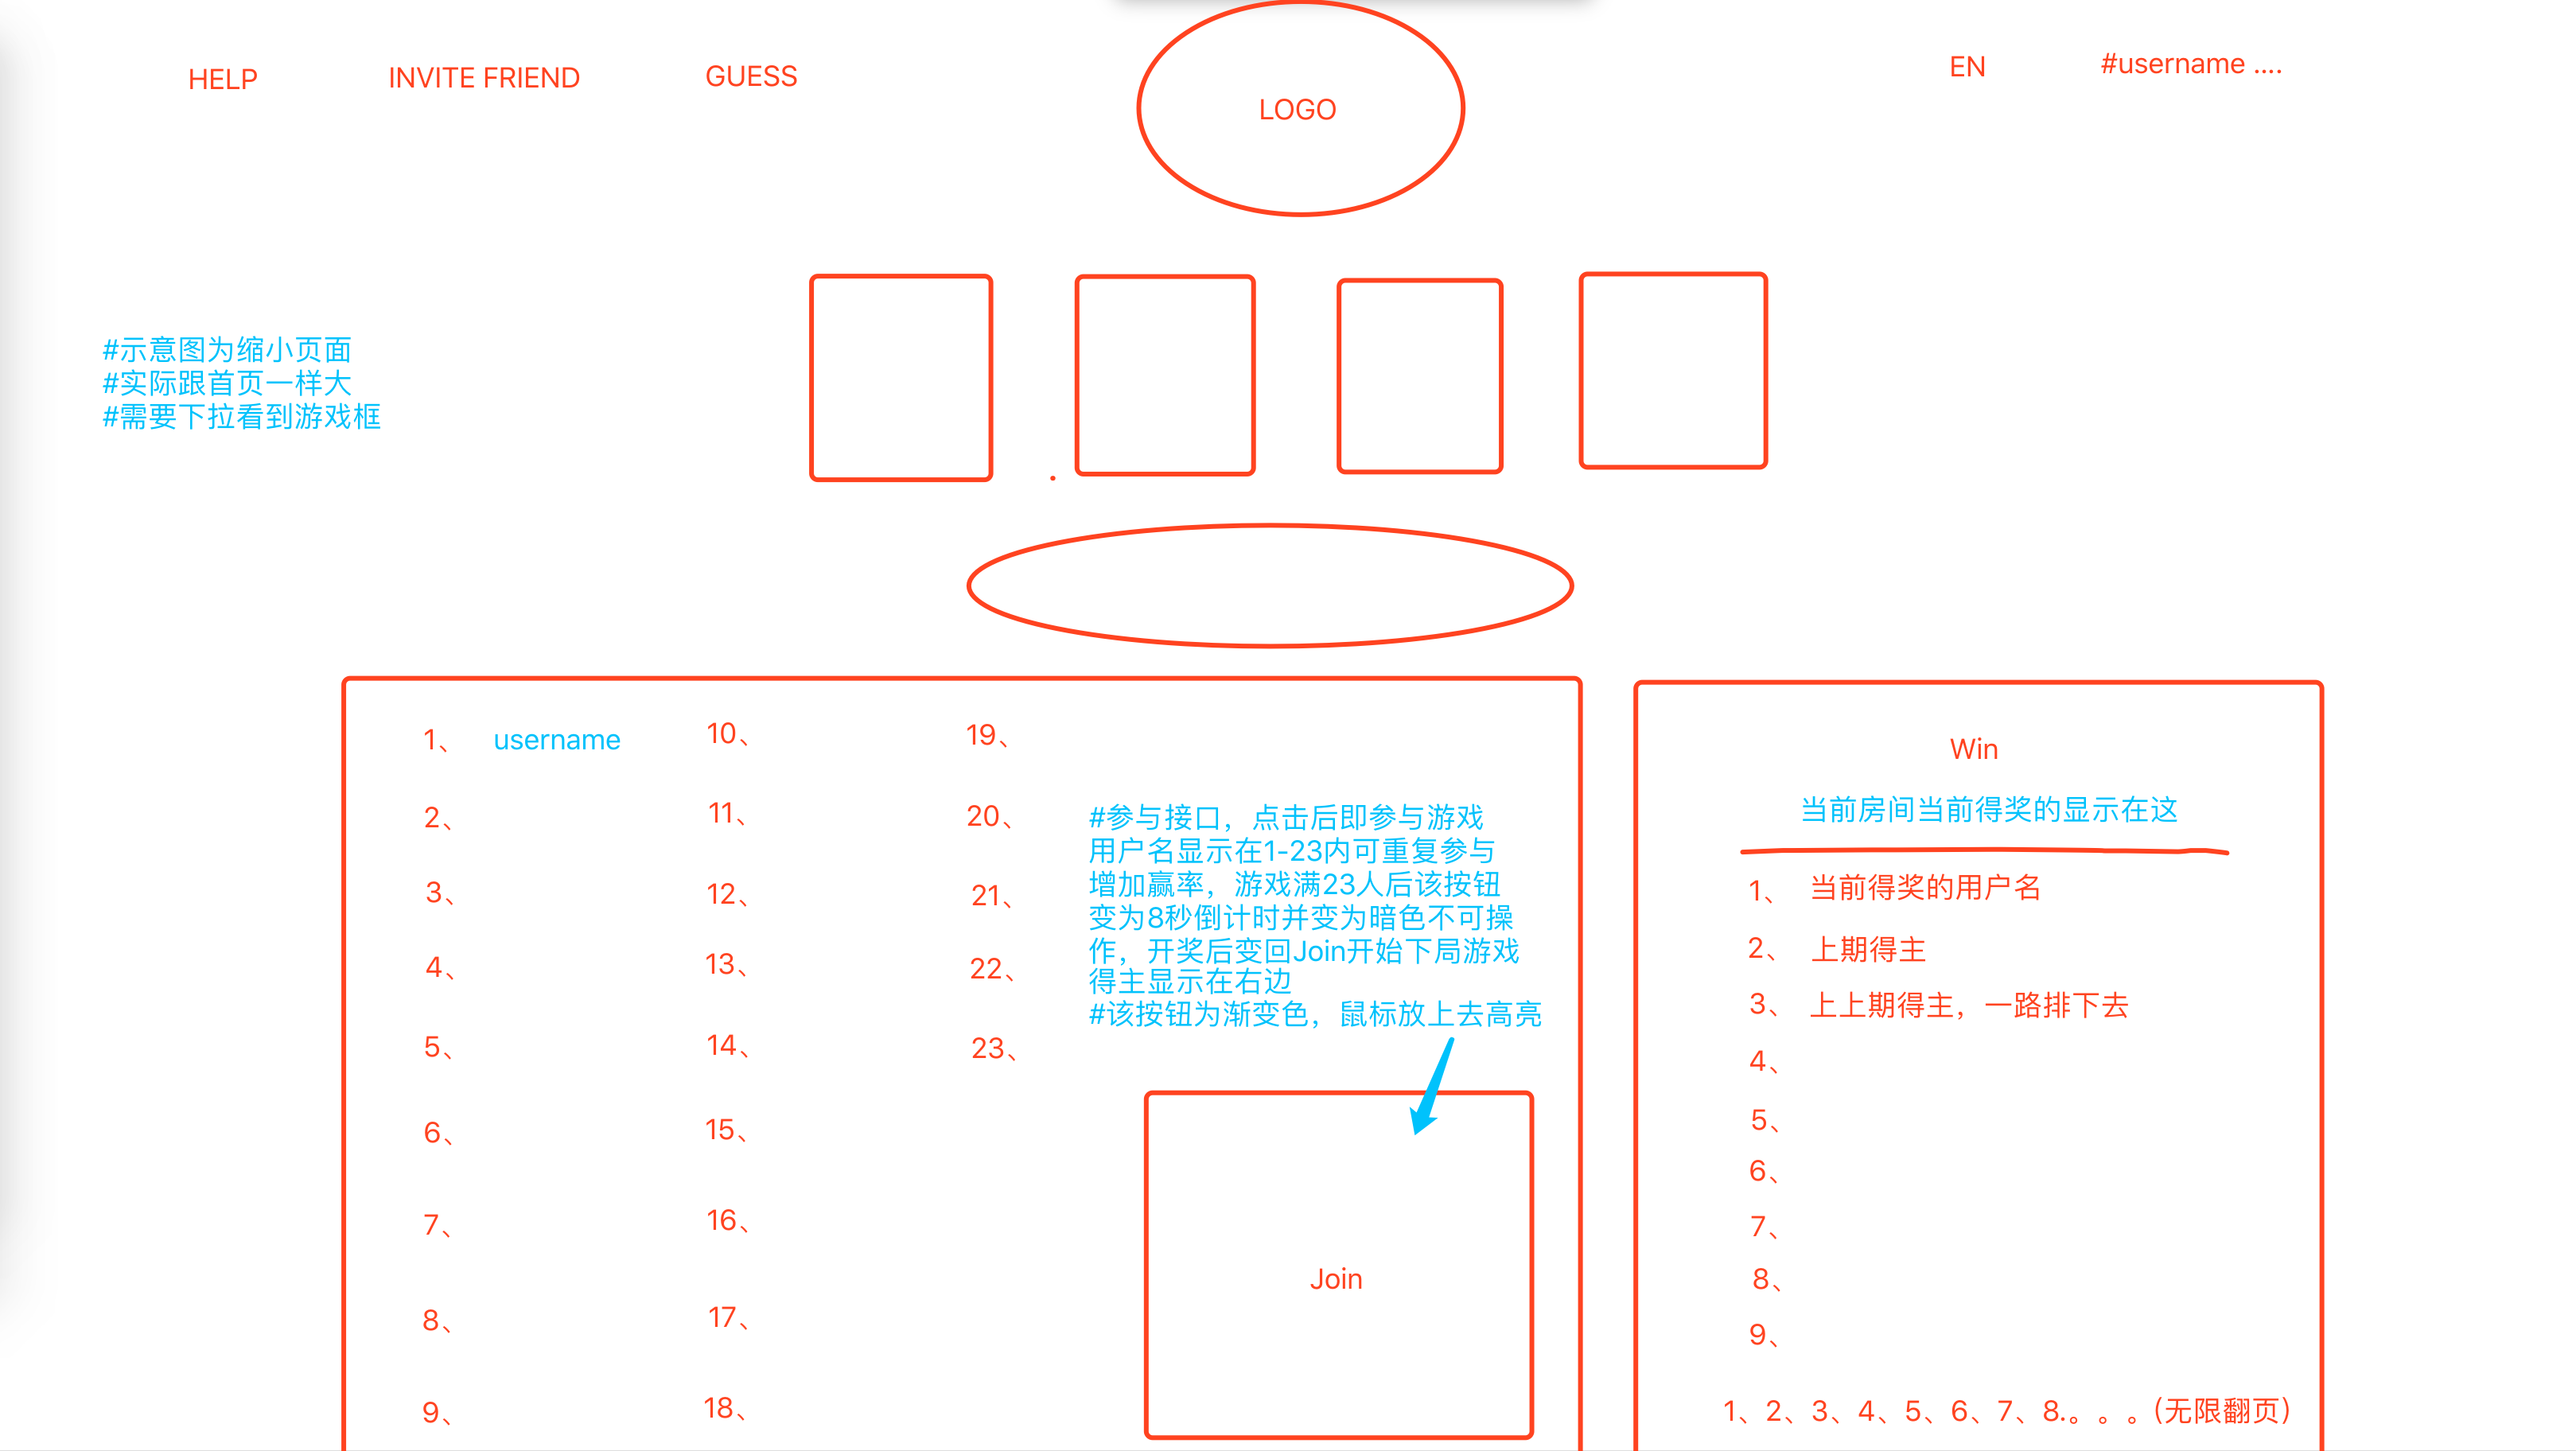 HELP
INVITE FRIEND
GUESS
LOGO
EN
#username ....
#示意图为缩小页面
#实际跟首页一样大
#需要下拉看到游戏框
1、 username
2、
3、
4、
5、
6、
7、
8、
9、
10、
11、
12、
13、
14、
15、
16、
17、
18、
19、
20、
21、
22、
23、
#参与接口，点击后即参与游戏
用户名显示在1-23内可重复参与
增加赢率，游戏满23人后该按钮
变为8秒倒计时并变为暗色不可操
作，开奖后变回Join开始下局游戏
得主显示在右边
#该按钮为渐变色，鼠标放上去高亮
Join
Win
当前房间当前得奖的显示在这
1、 当前得奖的用户名
2、 上期得主
3、 上上期得主，一路排下去
4、
5、
6、
7、
8、
9、
1、2、3、4、5、6、7、8.。。。（无限翻页）